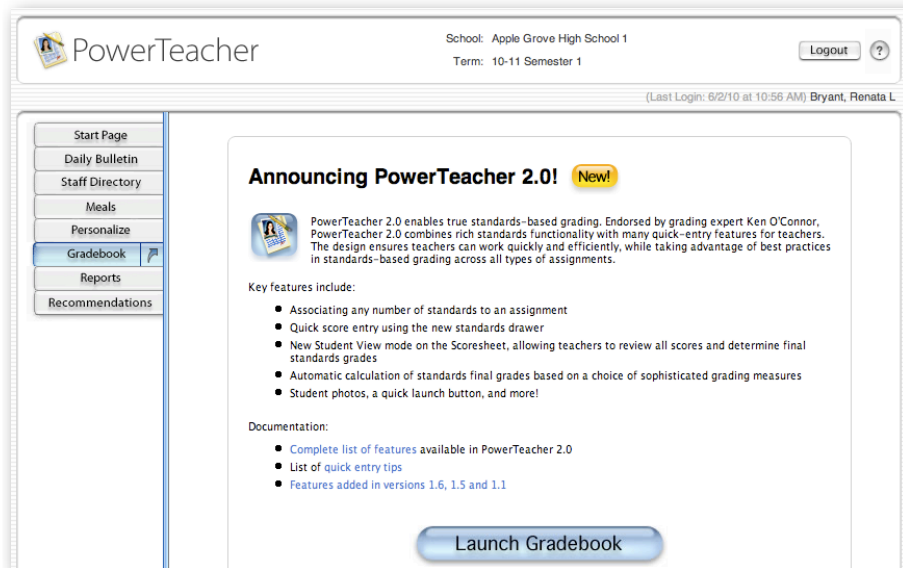 PowerTeacher
School: Apple Grove High School 1
Term: 10-11 Semester 1
Logout
?
(Last Login: 6/2/10 at 10:56 AM) Bryant, Renata L
Start Page
Daily Bulletin
Staff Directory
Meals
Personalize
Gradebook
Reports
Recommendations
Announcing PowerTeacher 2.0! New!
PowerTeacher 2.0 enables true standards-based grading. Endorsed by grading expert Ken O'Connor,
PowerTeacher 2.0 combines rich standards functionality with many quick-entry features for teachers.
The design ensures teachers can work quickly and efficiently, while taking advantage of best practices
in standards-based grading across all types of assignments.
Key features include:
● Associating any number of standards to an assignment
● Quick score entry using the new standards drawer
● New Student View mode on the Scoresheet, allowing teachers to review all scores and determine final
standards grades
● Automatic calculation of standards final grades based on a choice of sophisticated grading measures
● Student photos, a quick launch button, and more!
Documentation:
● Complete list of features available in PowerTeacher 2.0
● List of quick entry tips
● Features added in versions 1.6, 1.5 and 1.1
Launch Gradebook